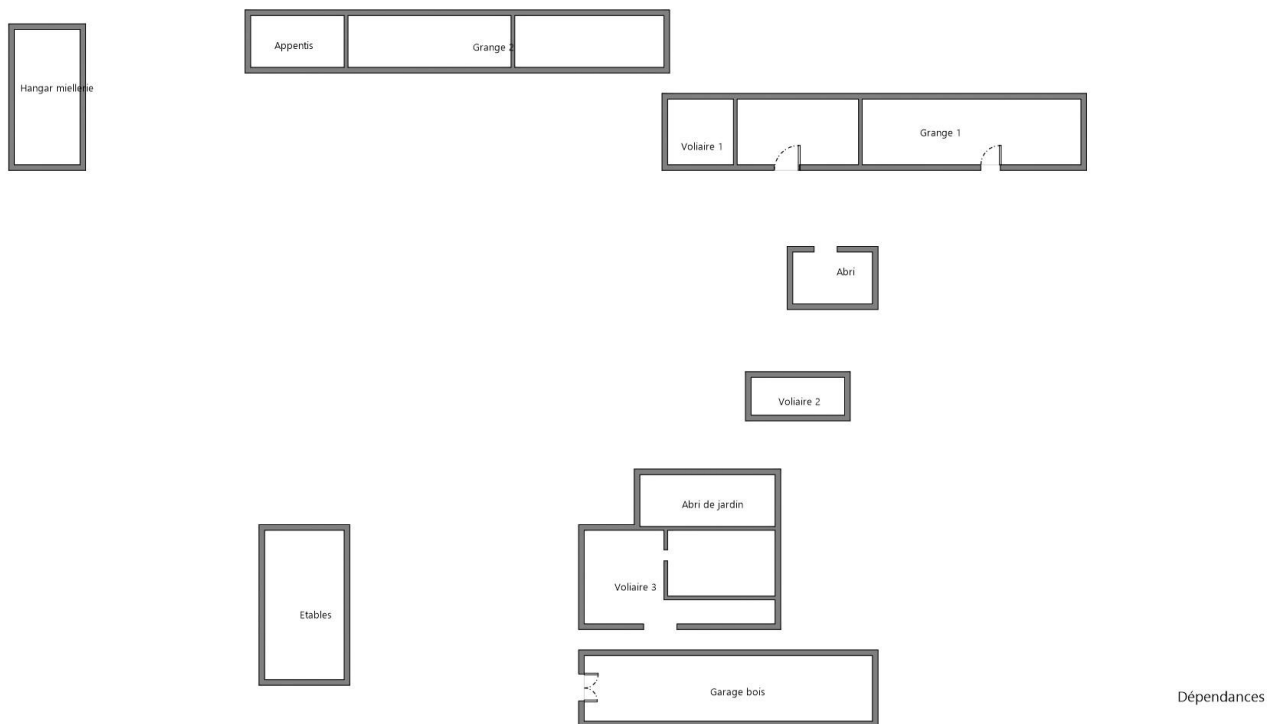 Appentis
Grange 2
Hangar miellerie
Grange 1
Voliaire 1
Abri
Voliaire 2
Abri de jardin
Voliaire 3
Etables
Garage bois
Dépendances